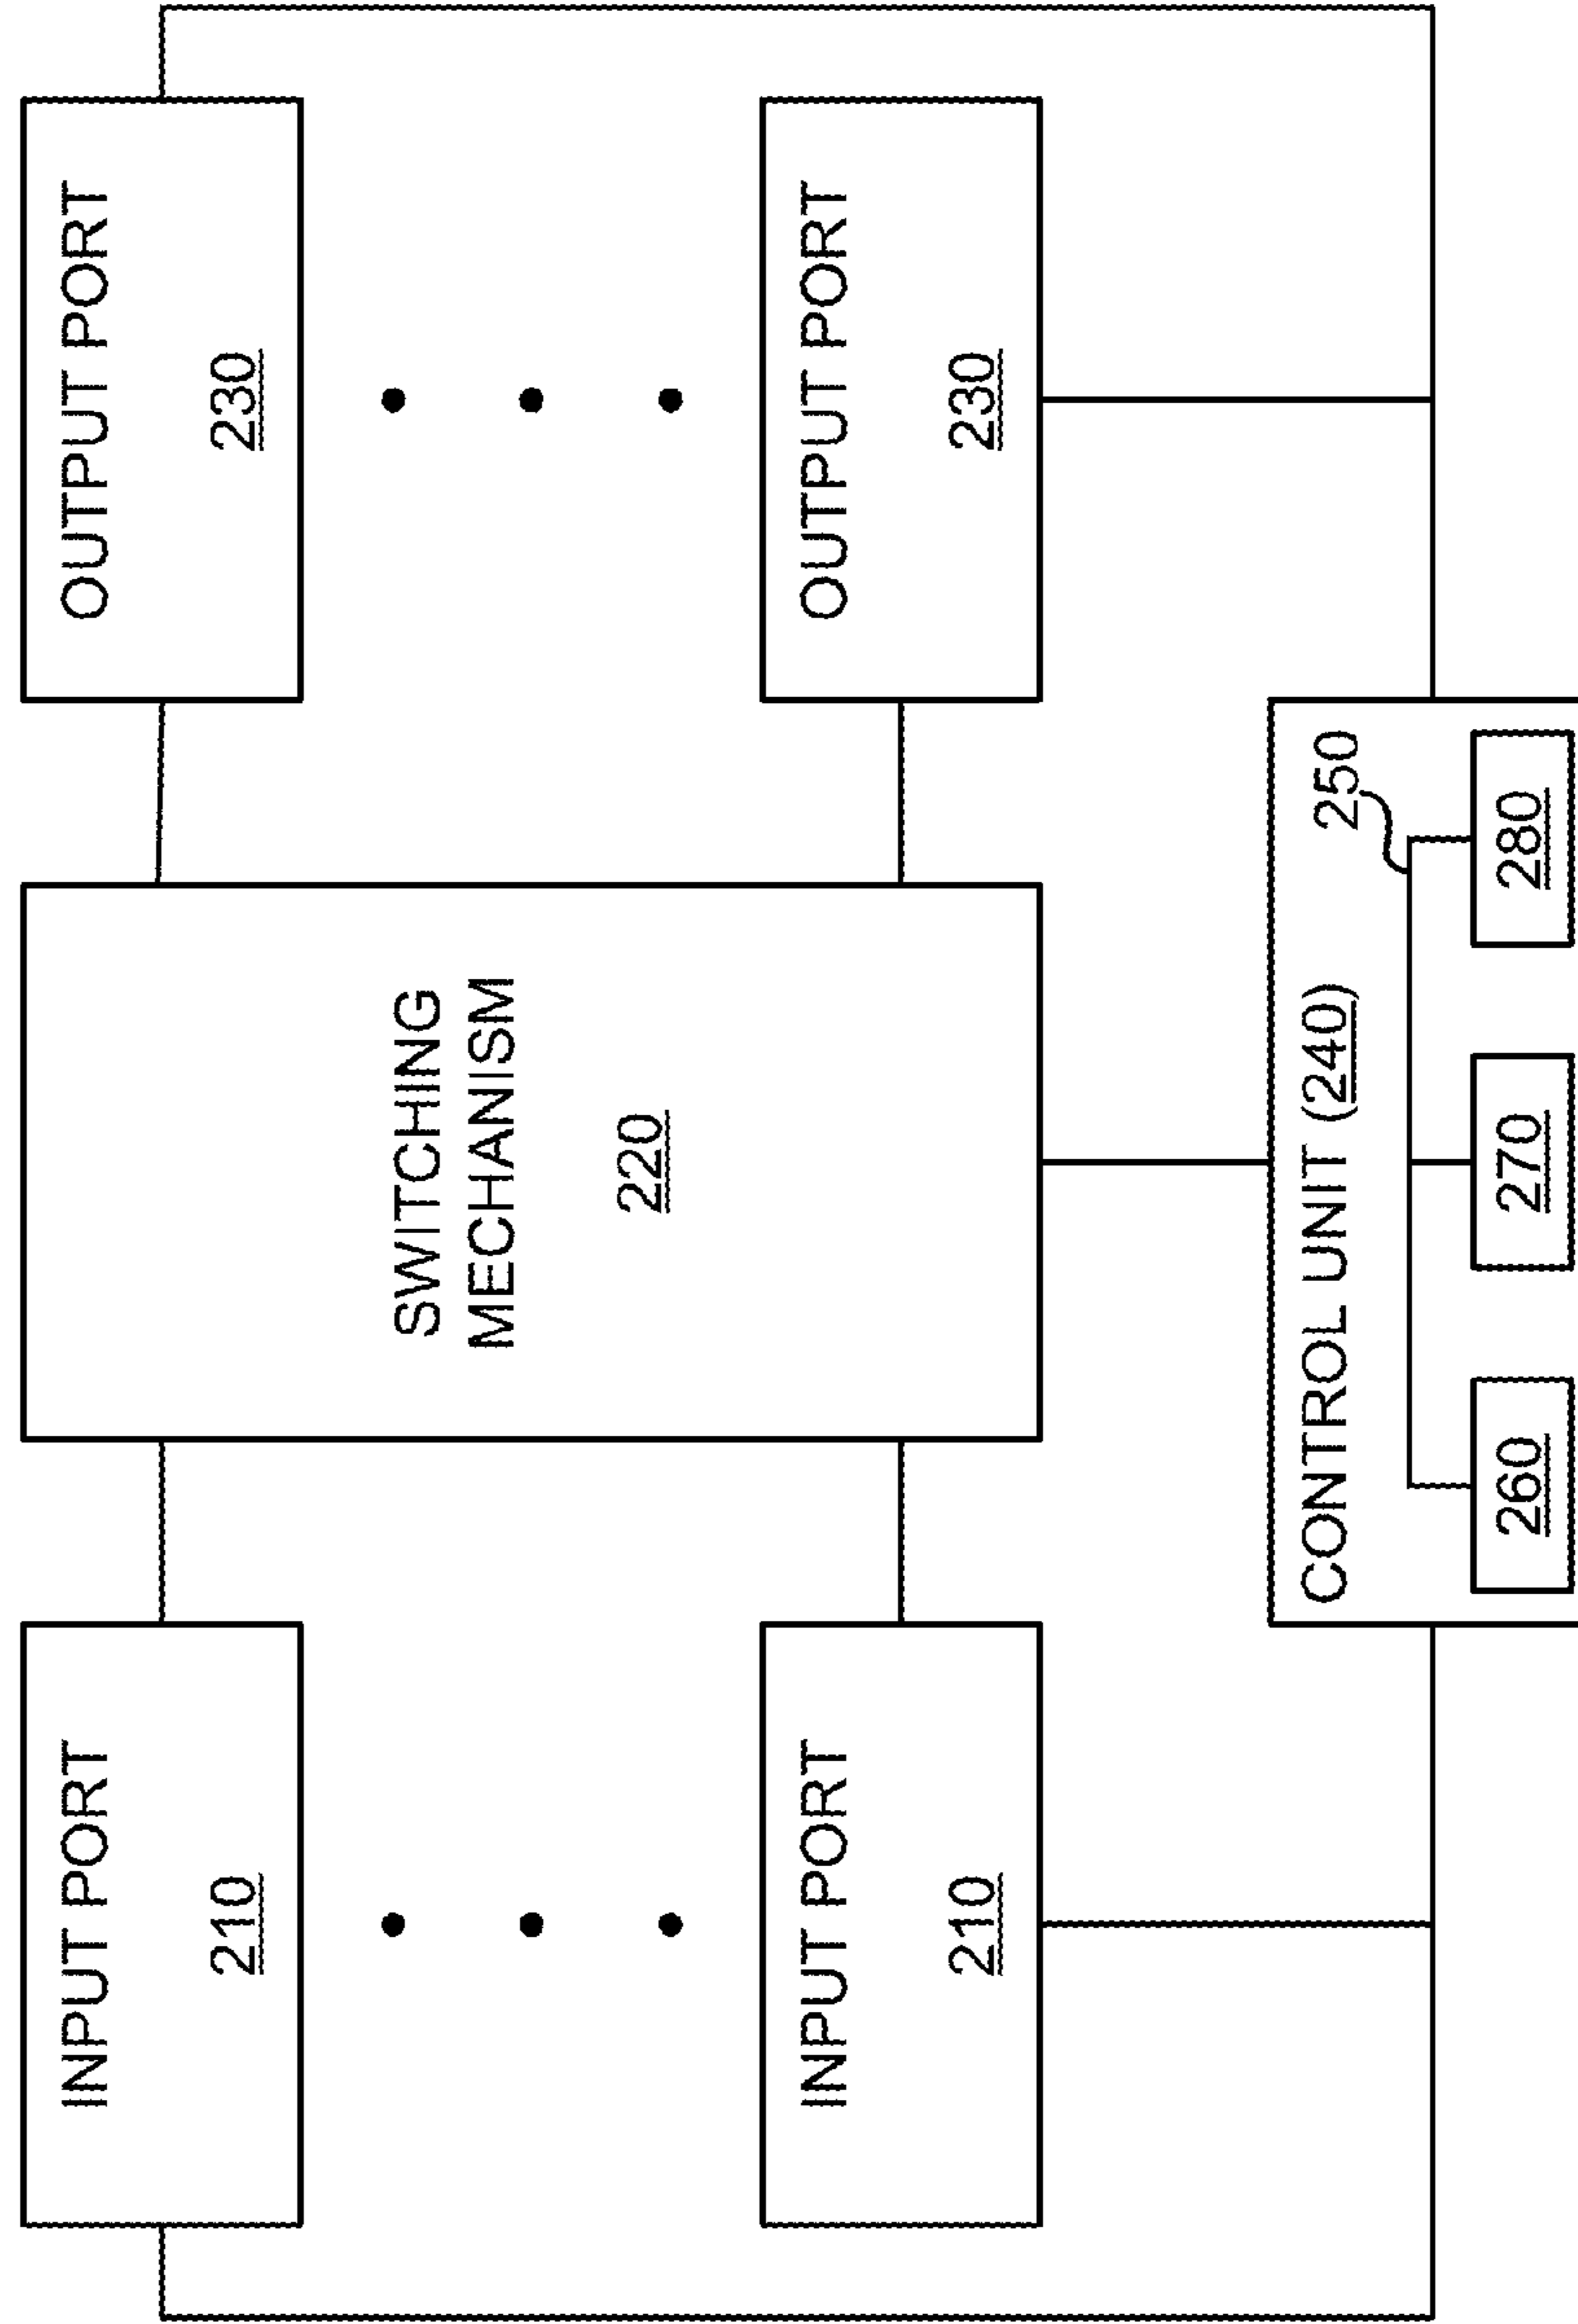 INPUT PORT
210
SWITCHING
MECHANISM
220
OUTPUT PORT
230
INPUT PORT
210
OUTPUT PORT
230
CONTROL UNIT (240)
250
260
270
280